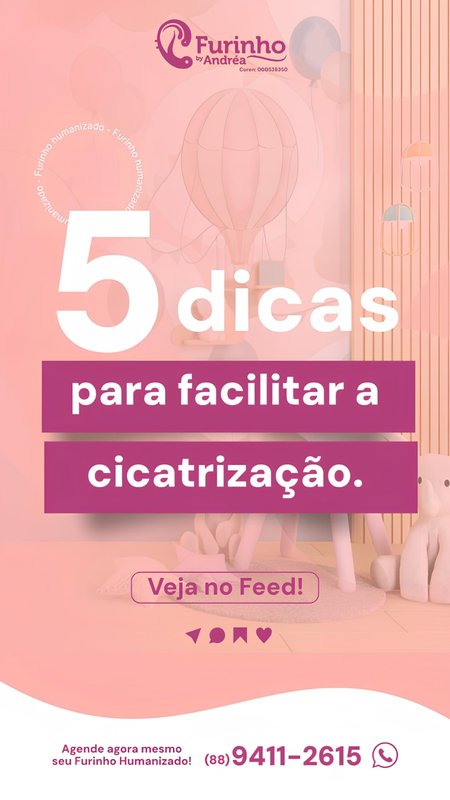 Furinho
by Andréa
Coren: 000538350
Furinho humanizado - Furinho humanizado
5 dicas
para facilitar a
cicatrização.
Veja no Feed!
Agende agora mesmo
seu Furinho Humanizado!
(88) 9411-2615